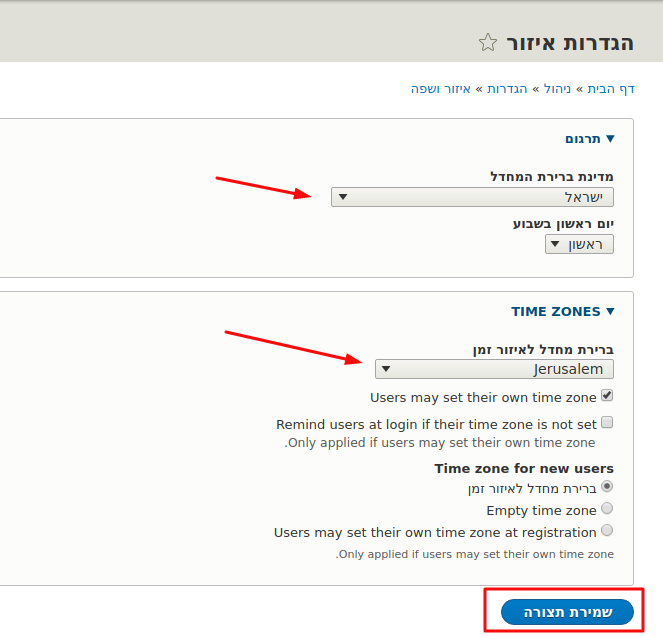 הגדרות איזור
דף הבית » ניהול » הגדרות » איזור ושפה
תרגום
מדינת ברירת המחדל
ישראל
יום ראשון בשבוע
ראשון
TIME ZONES
ברירת מחדל לאיזור זמן
Jerusalem
Users may set their own time zone
Remind users at login if their time zone is not set
.Only applied if users may set their own time zone
Time zone for new users
ברירת מחדל לאיזור זמן
Empty time zone
Users may set their own time zone at registration
.Only applied if users may set their own time zone
שמירת תצורה